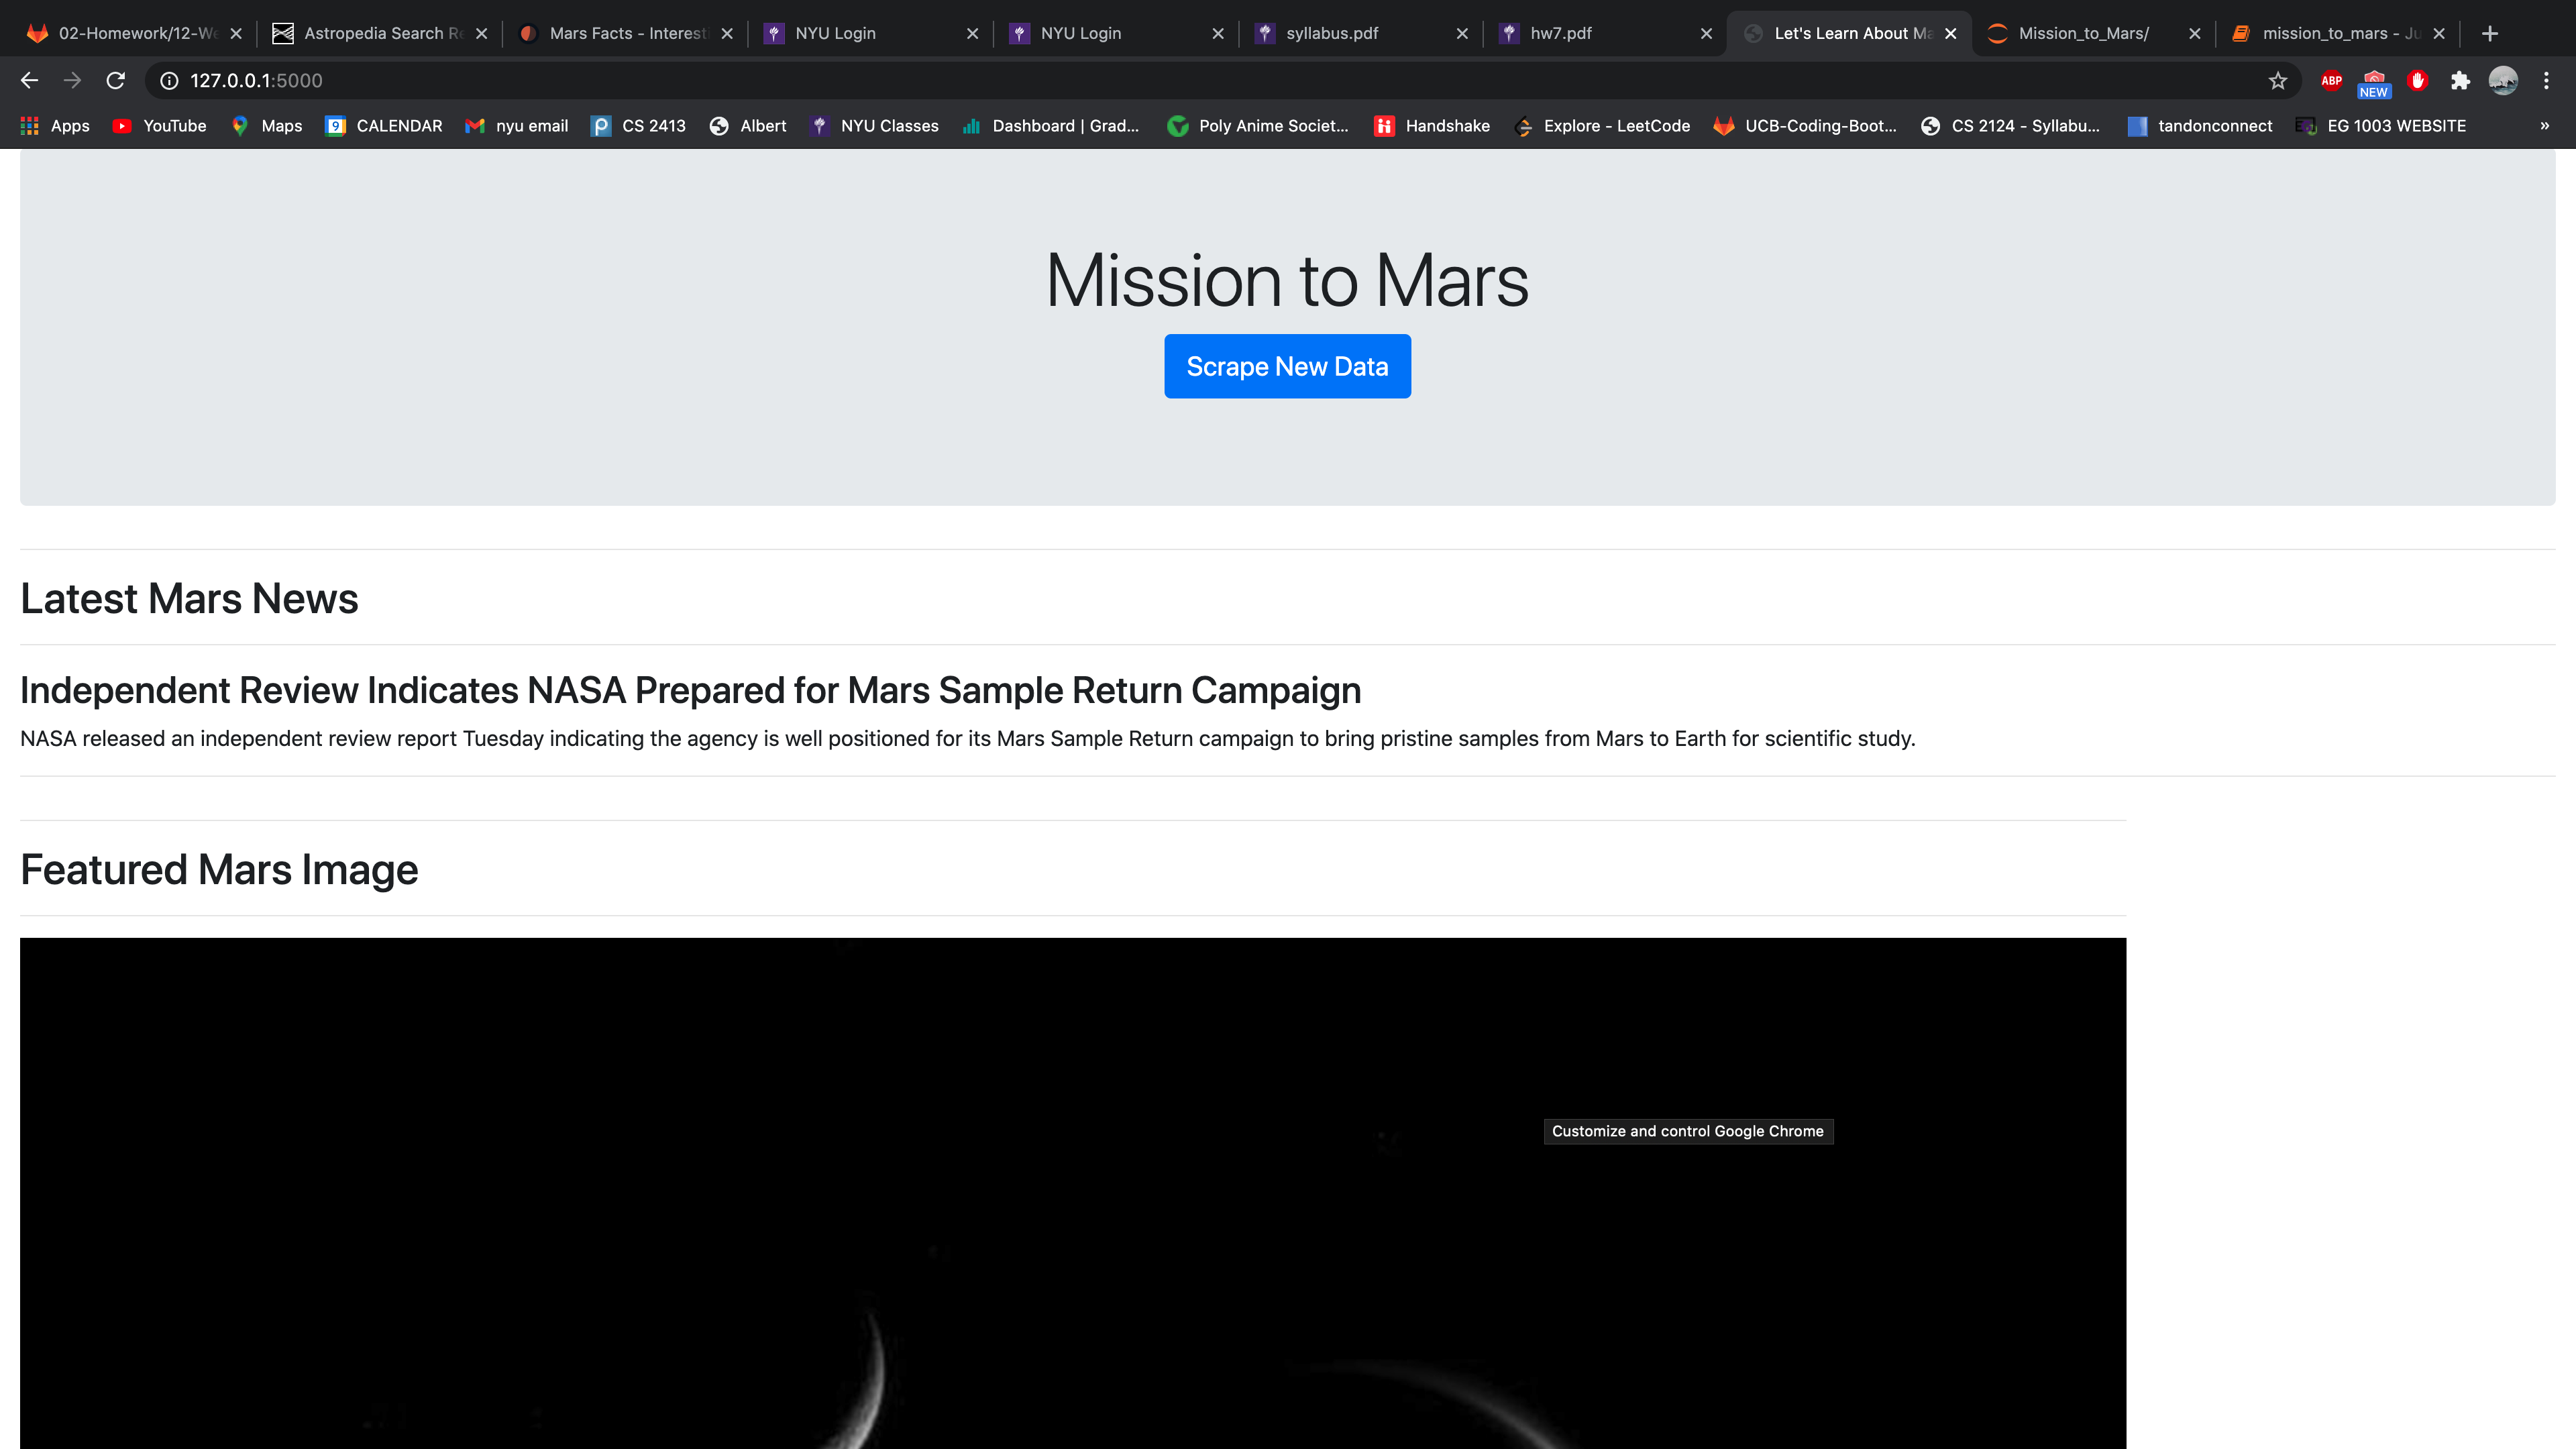 02-Homework/12-We
Astropedia Search Re
Mars Facts - Interesti
NYU Login
NYU Login
syllabus.pdf
hw7.pdf
Let's Learn About Ma
Mission_to_Mars/
mission_to_mars - Ju
127.0.0.1:5000
ABP
NEW
Apps
YouTube
Maps
9
CALENDAR
nyu email
CS 2413
Albert
NYU Classes
Dashboard | Grad...
Poly Anime Societ...
Handshake
Explore - LeetCode
UCB-Coding-Boot...
CS 2124 - Syllabu...
tandonconnect
EG 1003 WEBSITE
»
Mission to Mars
Scrape New Data
Latest Mars News
Independent Review Indicates NASA Prepared for Mars Sample Return Campaign
NASA released an independent review report Tuesday indicating the agency is well positioned for its Mars Sample Return campaign to bring pristine samples from Mars to Earth for scientific study.
Featured Mars Image
Customize and control Google Chrome